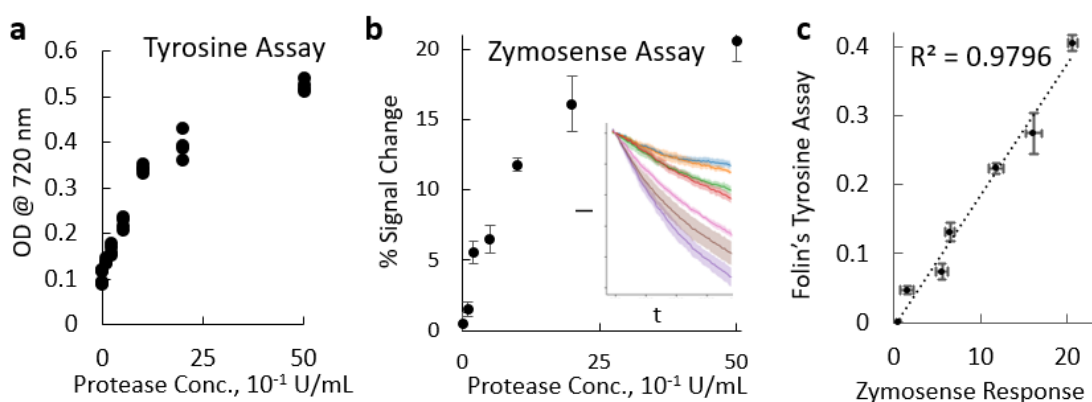 a
Tyrosine Assay
OD @ 720 nm
0.6
0.5
0.4
0.3
0.2
0.1
0
0 25 50
Protease Conc., 10⁻¹ U/mL
b
Zymosense Assay
% Signal Change
20
15
10
5
0
I
t
0 25 50
Protease Conc., 10⁻¹ U/mL
c
R² = 0.9796
Folin's Tyrosine Assay
0.4
0.3
0.2
0.1
0
0 10 20
Zymosense Response